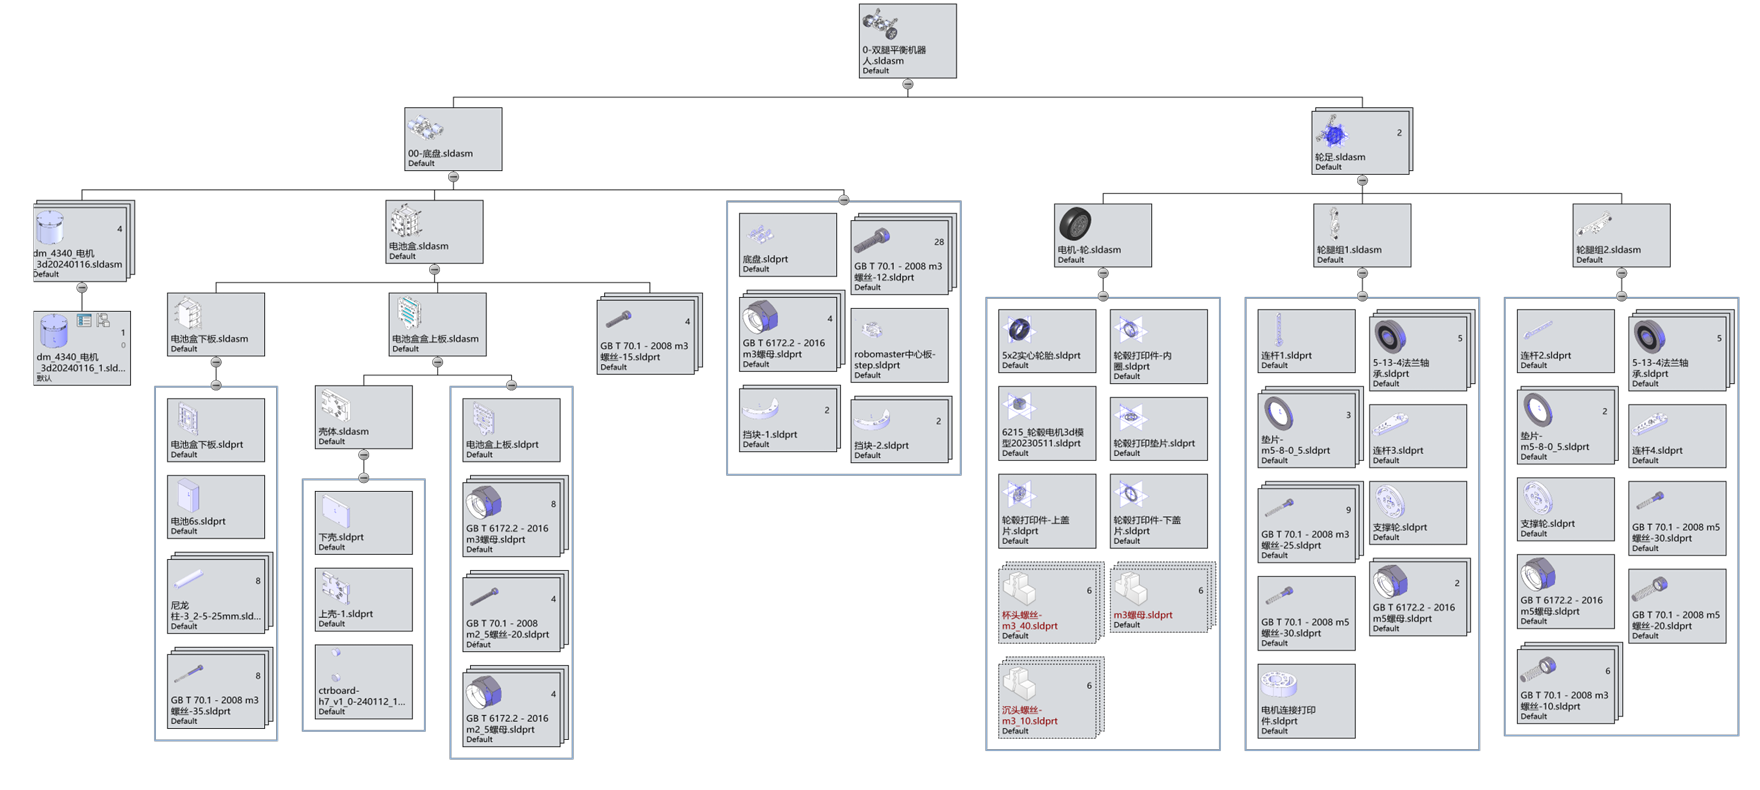 0-双腿平衡机器
人.sldasm
Default
00-底盘.sldasm
Default
2
轮足.sldasm
Default
4
dm_4340_电机
_3d20240116.sldasm
Default
电池盒.sldasm
Default
底盘.sldprt
Default
28
GB T 70.1 - 2008 m3
螺丝-12.sldprt
Default
4
GB T 6172.2 - 2016
m3螺母.sldprt
Default
robomaster中心板-
step.sldprt
Default
2
挡块-1.sldprt
Default
2
挡块-2.sldprt
Default
电机-轮.sldasm
Default
轮腿组1.sldasm
Default
轮腿组2.sldasm
Default
1
0
dm_4340_电机
_3d20240116_1.sld...
默认
电池盒下板.sldasm
Default
电池盒盒上板.sldasm
Default
4
GB T 70.1 - 2008 m3
螺丝-15.sldprt
Default
电池盒下板.sldprt
Default
电池6s.sldprt
Default
8
尼龙
柱-3_2-5-25mm.sld...
Default
8
GB T 70.1 - 2008 m3
螺丝-35.sldprt
Default
壳体.sldasm
Default
下壳.sldprt
Default
上壳-1.sldprt
Default
ctrboard-
h7_v1_0-240112_1...
Default
电池盒上板.sldprt
Default
8
GB T 6172.2 - 2016
m3螺母.sldprt
Default
4
GB T 70.1 - 2008
m2_5螺丝-20.sldprt
Defaut
4
GB T 6172.2 - 2016
m2_5螺母.sldprt
Default
5x2实心轮胎.sldprt
Default
轮毂打印件-内
圈.sldprt
Default
6215_轮毂电机3d模
型20230511.sldprt
Default
轮毂打印垫片.sldprt
Default
轮毂打印件-上盖
片.sldprt
Default
轮毂打印件-下盖
片.sldprt
Default
6
杯头螺丝-
m3_40.sldprt
Default
6
m3螺母.sldprt
Default
6
沉头螺丝-
m3_10.sldprt
Default
连杆1.sldprt
Default
5
5-13-4法兰轴
承.sldprt
Default
3
垫片-
m5-8-0_5.sldprt
Default
连杆3.sldprt
Default
9
GB T 70.1 - 2008 m3
螺丝-25.sldprt
Default
支撑轮.sldprt
Default
GB T 70.1 - 2008 m5
螺丝-30.sldprt
Default
2
GB T 6172.2 - 2016
m5螺母.sldprt
Default
电机连接打印
件.sldprt
Default
连杆2.sldprt
Default
5
5-13-4法兰轴
承.sldprt
Default
2
垫片-
m5-8-0_5.sldprt
Default
连杆4.sldprt
Default
支撑轮.sldprt
Default
GB T 70.1 - 2008 m5
螺丝-30.sldprt
Default
GB T 6172.2 - 2016
m5螺母.sldprt
Default
GB T 70.1 - 2008 m5
螺丝-20.sldprt
Default
6
GB T 70.1 - 2008 m3
螺丝-10.sldprt
Default